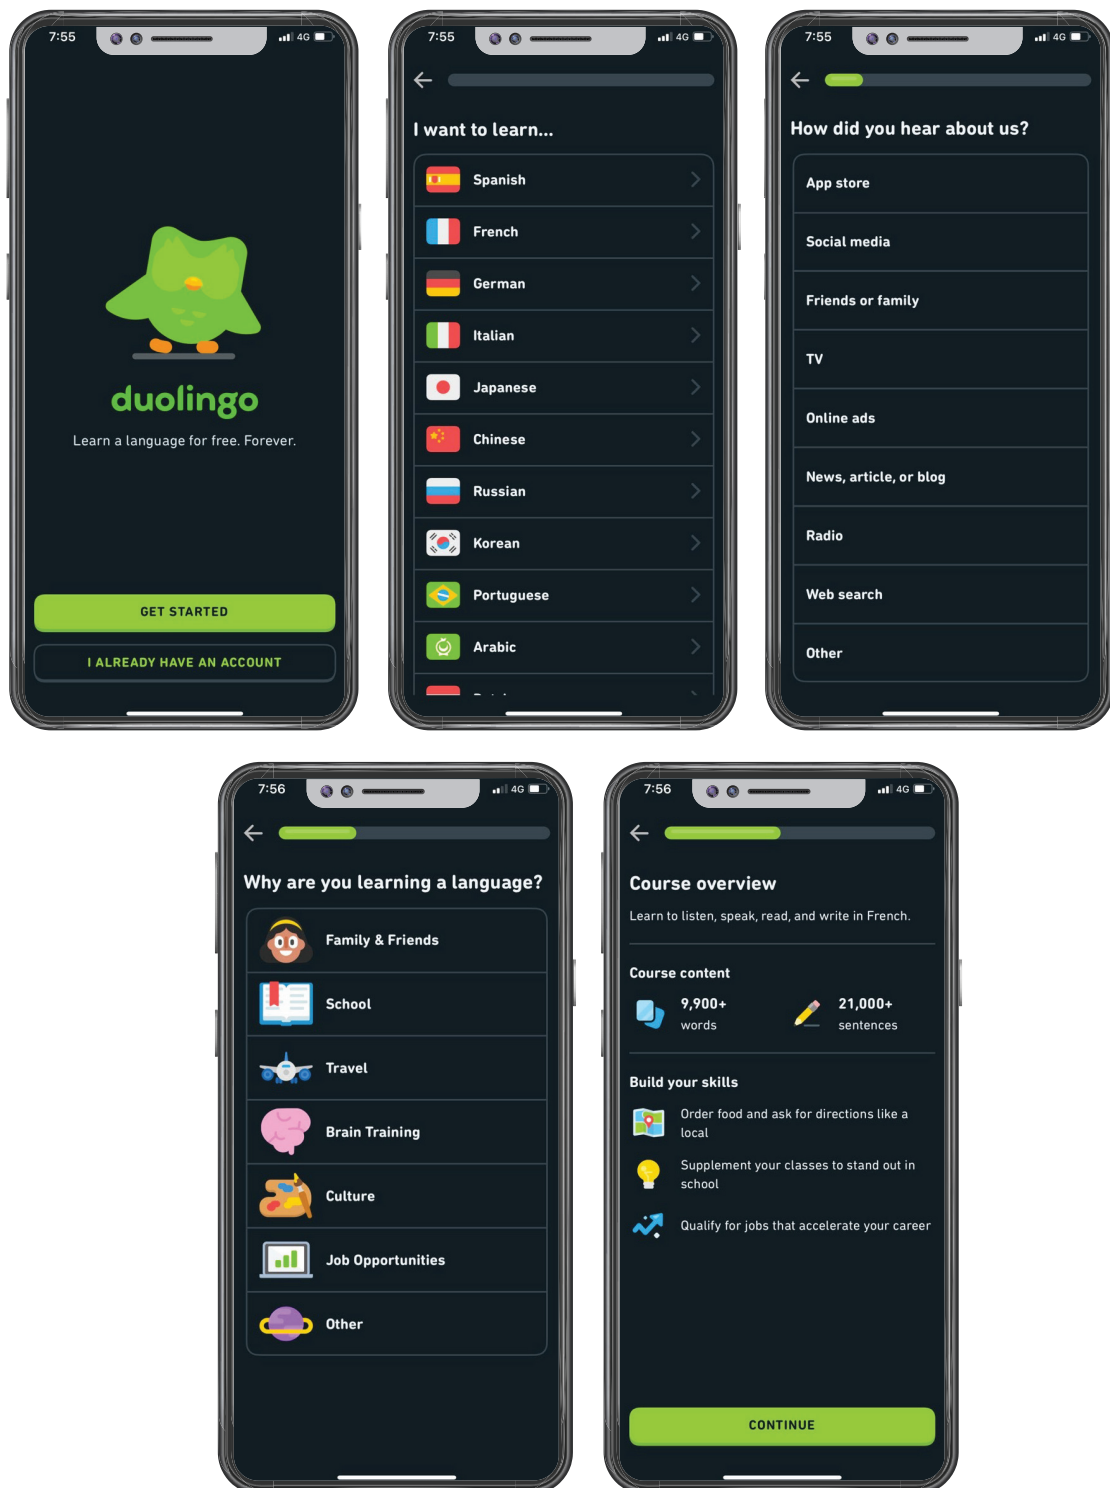 7:55
4G
duolingo
Learn a language for free. Forever.
GET STARTED
I ALREADY HAVE AN ACCOUNT
7:55
4G
I want to learn...
Spanish
French
German
Italian
Japanese
Chinese
Russian
Korean
Portuguese
Arabic
7:55
4G
How did you hear about us?
App store
Social media
Friends or family
TV
Online ads
News, article, or blog
Radio
Web search
Other
7:56
4G
Why are you learning a language?
Family & Friends
School
Travel
Brain Training
Culture
Job Opportunities
Other
7:56
4G
Course overview
Learn to listen, speak, read, and write in French.
Course content
9,900+
words
21,000+
sentences
Build your skills
Order food and ask for directions like a
local
Supplement your classes to stand out in
school
Qualify for jobs that accelerate your career
CONTINUE